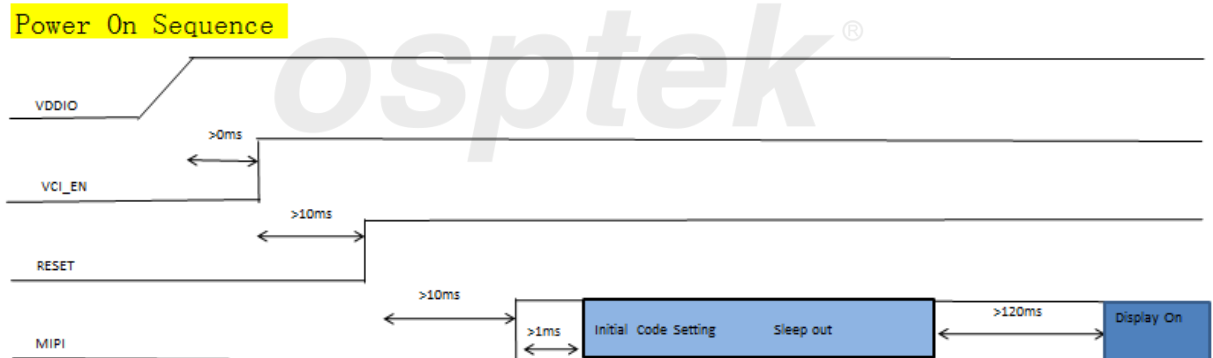 Power On Sequence
osptek®
VDDIO
>0ms
VCI_EN
>10ms
RESET
>10ms
>1ms
Initial Code Setting Sleep out
>120ms
Display On
MIPI